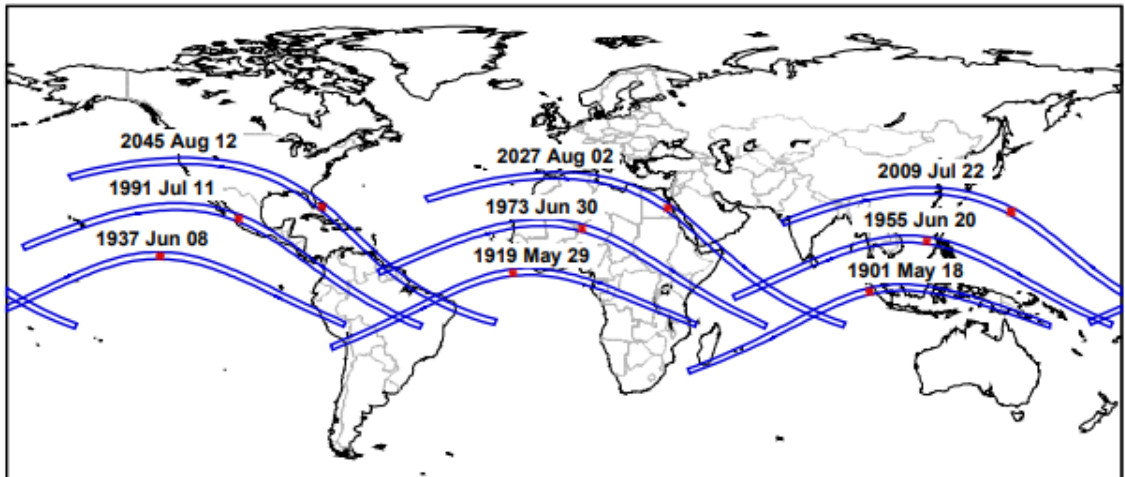 2045 Aug 12
2027 Aug 02
2009 Jul 22
1991 Jul 11
1973 Jun 30
1955 Jun 20
1937 Jun 08
1919 May 29
1901 May 18